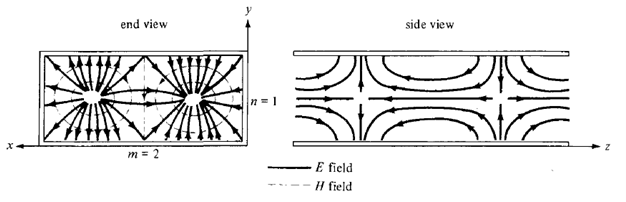 y
end view
side view
n = 1
x
m = 2
z
E field
H field